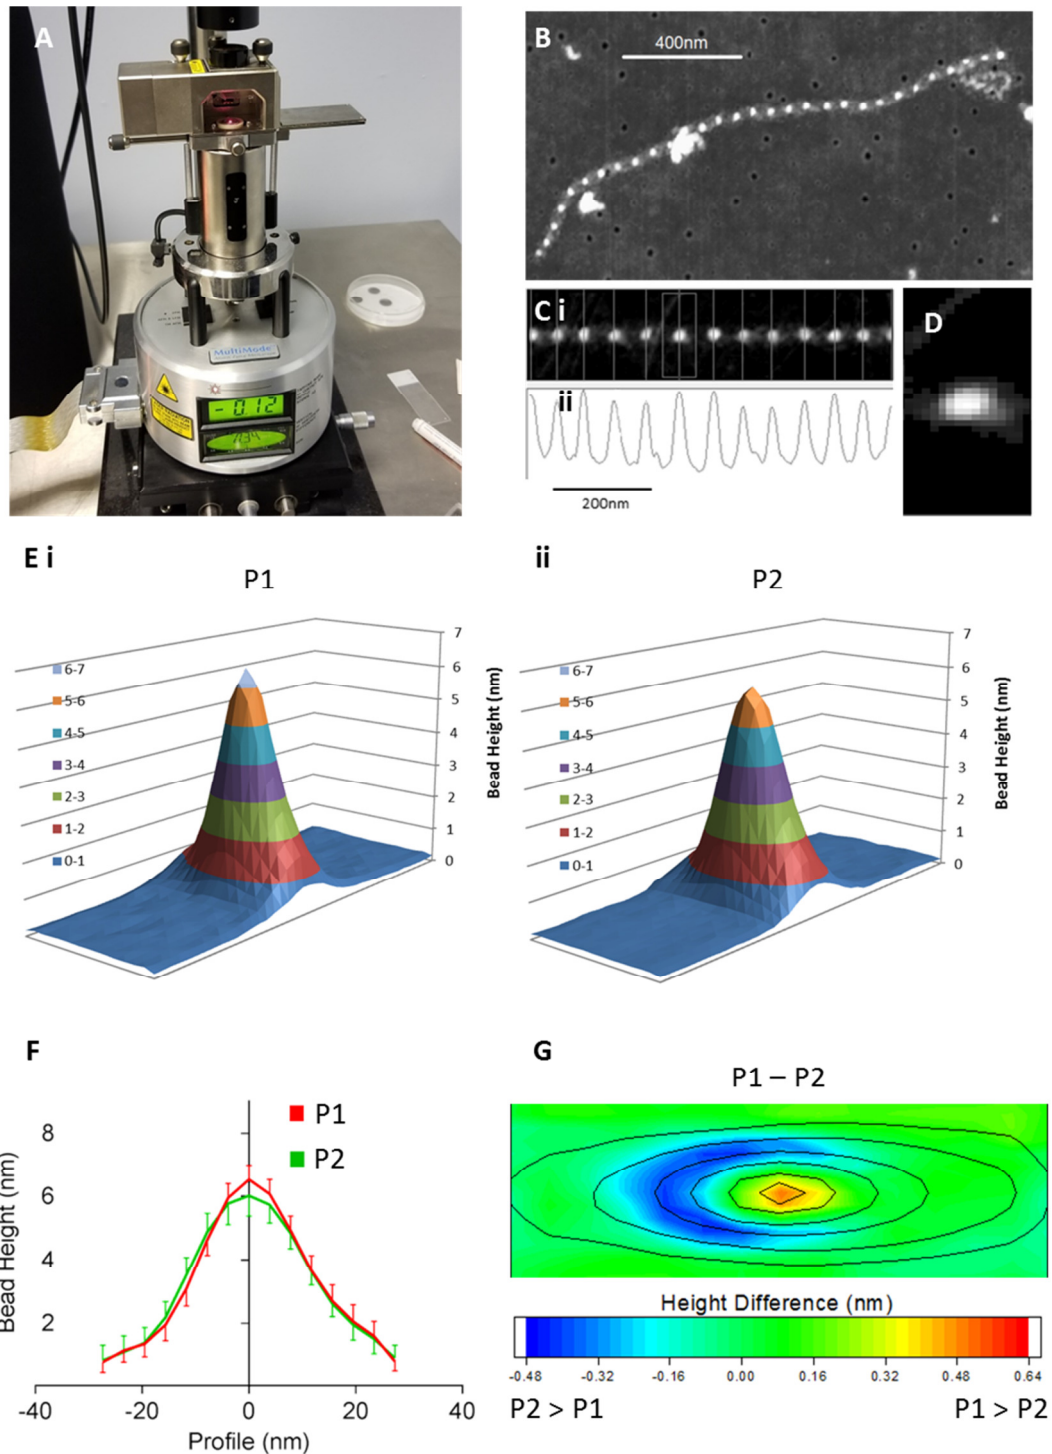 A
MultiMode
-0.12
B
400nm
C i
D
ii
200nm
E i
P1
6-7
5-6
4-5
3-4
2-3
1-2
0-1
7
6
5
4
3
2
1
0
Bead Height (nm)
ii
P2
6-7
5-6
4-5
3-4
2-3
1-2
0-1
7
6
5
4
3
2
1
0
Bead Height (nm)
F
P1
P2
8
6
4
2
Bead Height (nm)
-40 -20 0 20 40
Profile (nm)
G
P1 – P2
Height Difference (nm)
-0.48 -0.32 -0.16 0.00 0.16 0.32 0.48 0.64
P2 > P1 P1 > P2